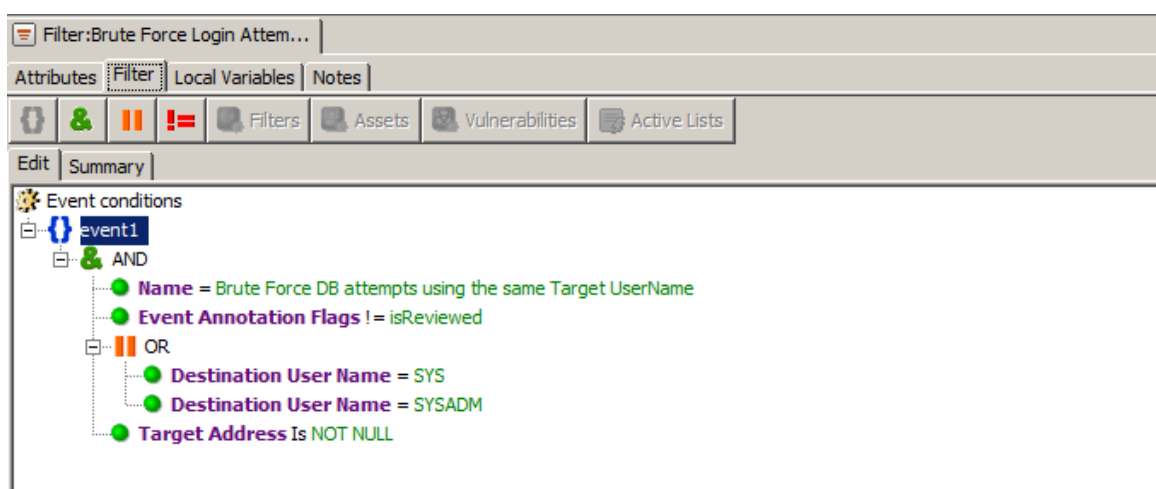 Filter:Brute Force Login Attem...
Attributes Filter Local Variables Notes
{} & != Filters Assets Vulnerabilities Active Lists
Edit Summary
Event conditions
{} event1
& AND
Name = Brute Force DB attempts using the same Target UserName
Event Annotation Flags != isReviewed
OR
Destination User Name = SYS
Destination User Name = SYSADM
Target Address Is NOT NULL